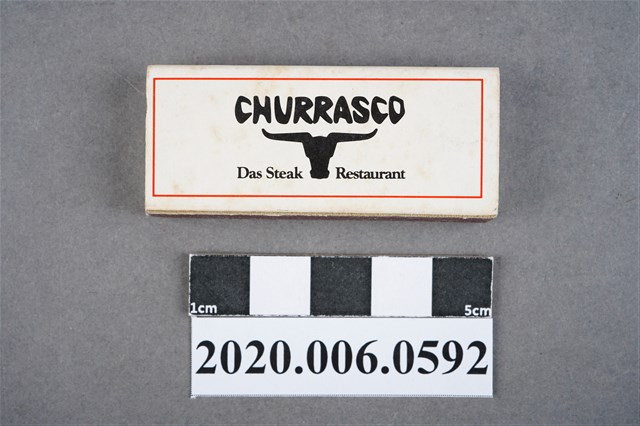 CHURRASCO
Das Steak Restaurant
1cm 5cm
2020.006.0592